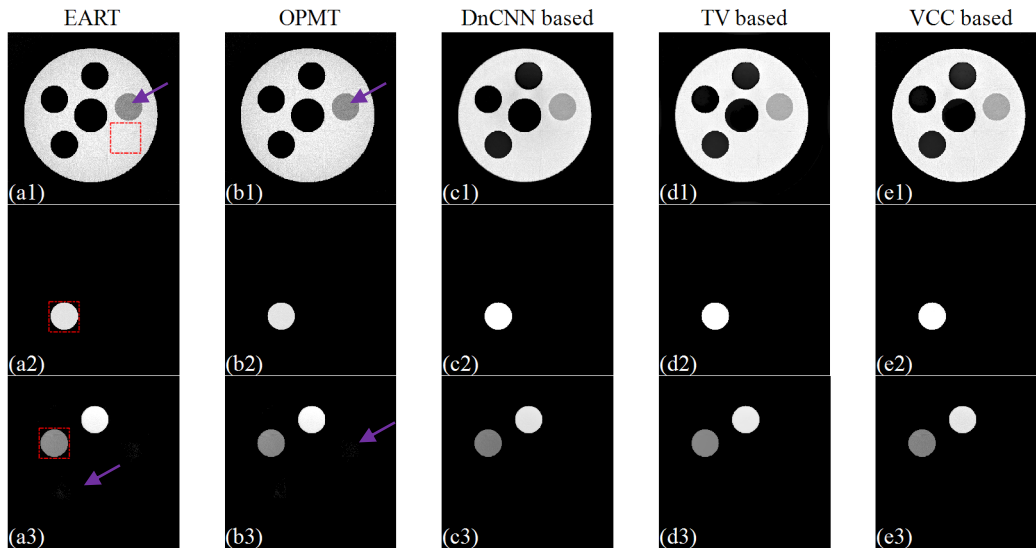 EART OPMT DnCNN based TV based VCC based
(a1) (b1) (c1) (d1) (e1)
(a2) (b2) (c2) (d2) (e2)
(a3) (b3) (c3) (d3) (e3)